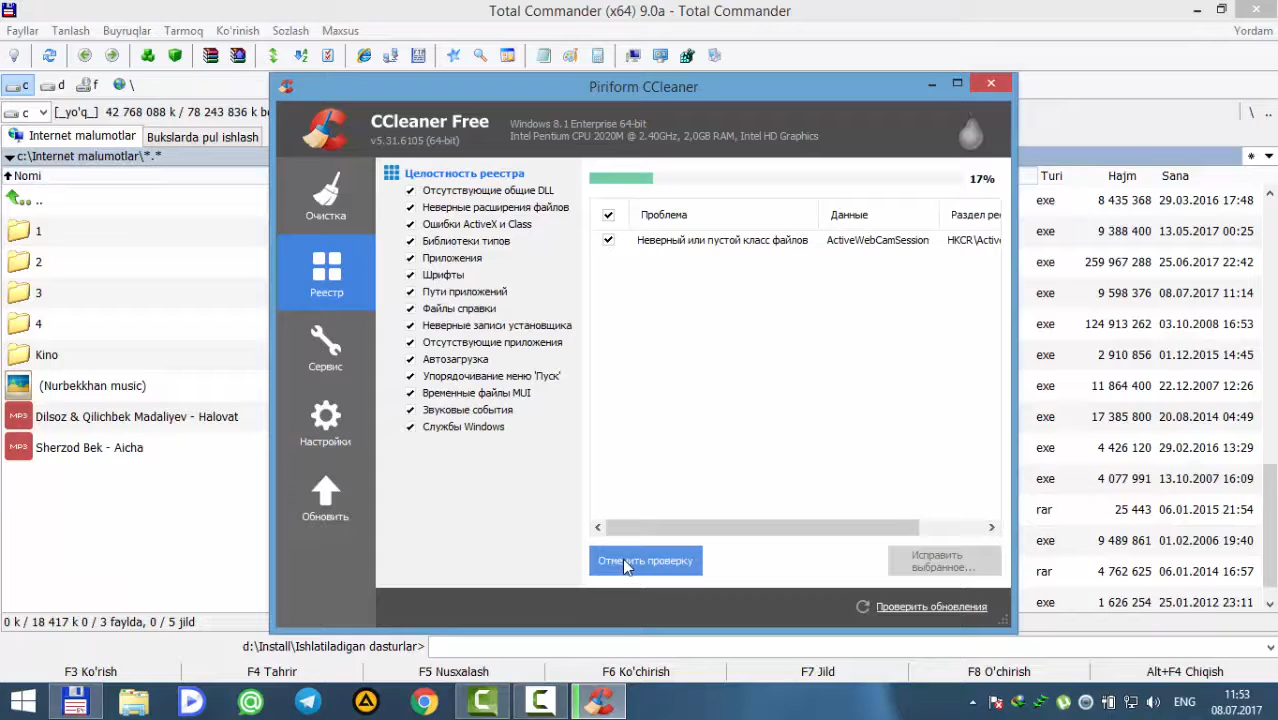 Total Commander (x64) 9.0a - Total Commander
Fayllar Tanlash Buyruqlar Tarmoq Ko'rinish Sozlash Maxsus Yordam
c d f \
c [_yo'q_] 42 768 088 k / 78 243 836 k b
\ ..
Internet malumotlar Bukslarda pul ishlash
c:\Internet malumotlar\*.*
Nomi
..
1
2
3
4
Kino
(Nurbekkhan music)
MP3 Dilsoz & Qilichbek Madaliyev - Halovat
MP3 Sherzod Bek - Aicha
0 k / 18 417 k 0 / 3 faylda, 0 / 5 jild
Piriform CCleaner
CCleaner Free
v5.31.6105 (64-bit)
Windows 8.1 Enterprise 64-bit
Intel Pentium CPU 2020M @ 2.40GHz, 2,0GB RAM, Intel HD Graphics
Очистка
Реестр
Сервис
Настройки
Обновить
Целостность реестра
Отсутствующие общие DLL
Неверные расширения файлов
Ошибки ActiveX и Class
Библиотеки типов
Приложения
Шрифты
Пути приложений
Файлы справки
Неверные записи установщика
Отсутствующие приложения
Автозагрузка
Упорядочивание меню 'Пуск'
Временные файлы MUI
Звуковые события
Службы Windows
17%
Проблема Данные Раздел ре
Неверный или пустой класс файлов ActiveWebCamSession HKCR\Active
Отменить проверку
Исправить
выбранное...
Проверить обновления
* 
Turi Hajm Sana
exe 8 435 368 29.03.2016 17:48
exe 9 388 400 13.05.2017 00:25
exe 259 967 288 25.06.2017 22:42
exe 9 598 376 08.07.2017 11:14
exe 124 913 262 03.10.2008 16:53
exe 2 910 856 01.12.2015 14:45
exe 11 864 400 22.12.2007 12:26
exe 17 385 800 20.08.2014 04:49
exe 4 426 120 29.02.2016 13:29
exe 4 077 991 13.10.2007 16:09
rar 25 443 06.01.2015 21:54
exe 9 489 861 01.02.2006 19:40
rar 4 762 625 06.01.2014 16:57
exe 1 626 254 25.01.2012 23:11
d:\Install\Ishlatiladigan dasturlar>
F3 Ko'rish F4 Tahrir F5 Nusxalash F6 Ko'chirish F7 Jild F8 O'chirish Alt+F4 Chiqish
ENG
11:53
08.07.2017